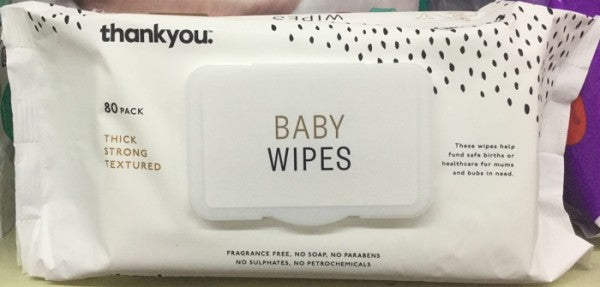 thankyou.
WIPES
80 PACK
THICK
STRONG
TEXTURED
BABY
WIPES
These wipes help
fund safe births or
healthcare for mums
and bubs in need.
FRAGRANCE FREE, NO SOAP, NO PARABENS
NO SULPHATES, NO PETROCHEMICALS